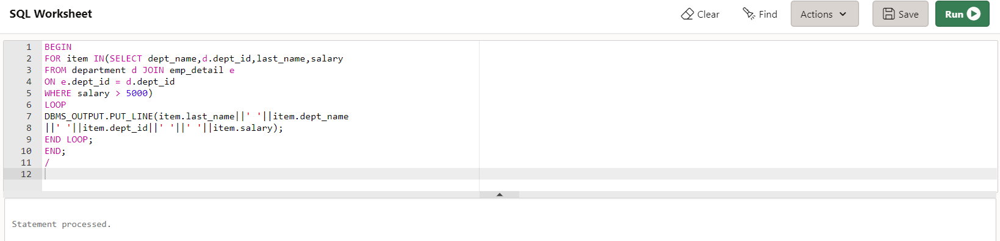 SQL Worksheet
Clear
Find
Actions
Save
Run
1 BEGIN
2 FOR item IN(SELECT dept_name,d.dept_id,last_name,salary
3 FROM department d JOIN emp_detail e
4 ON e.dept_id = d.dept_id
5 WHERE salary > 5000)
6 LOOP
7 DBMS_OUTPUT.PUT_LINE(item.last_name||' '||item.dept_name
8 ||' '||item.dept_id||' '||' '||item.salary);
9 END LOOP;
10 END;
11 /
12
Statement processed.